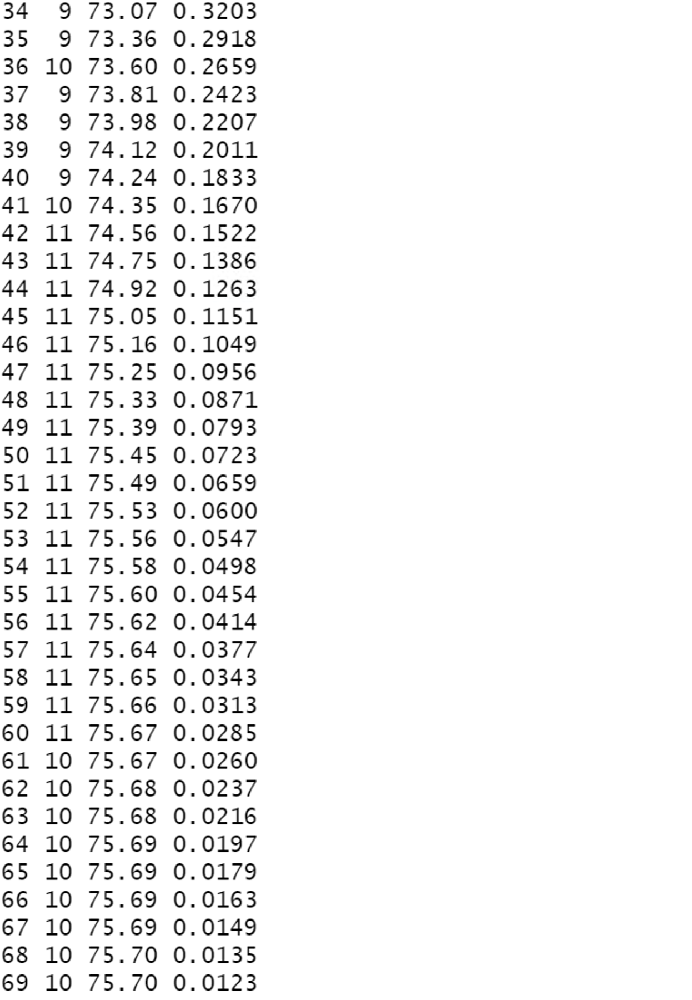 34  9 73.07 0.3203
35  9 73.36 0.2918
36 10 73.60 0.2659
37  9 73.81 0.2423
38  9 73.98 0.2207
39  9 74.12 0.2011
40  9 74.24 0.1833
41 10 74.35 0.1670
42 11 74.56 0.1522
43 11 74.75 0.1386
44 11 74.92 0.1263
45 11 75.05 0.1151
46 11 75.16 0.1049
47 11 75.25 0.0956
48 11 75.33 0.0871
49 11 75.39 0.0793
50 11 75.45 0.0723
51 11 75.49 0.0659
52 11 75.53 0.0600
53 11 75.56 0.0547
54 11 75.58 0.0498
55 11 75.60 0.0454
56 11 75.62 0.0414
57 11 75.64 0.0377
58 11 75.65 0.0343
59 11 75.66 0.0313
60 11 75.67 0.0285
61 10 75.67 0.0260
62 10 75.68 0.0237
63 10 75.68 0.0216
64 10 75.69 0.0197
65 10 75.69 0.0179
66 10 75.69 0.0163
67 10 75.69 0.0149
68 10 75.70 0.0135
69 10 75.70 0.0123